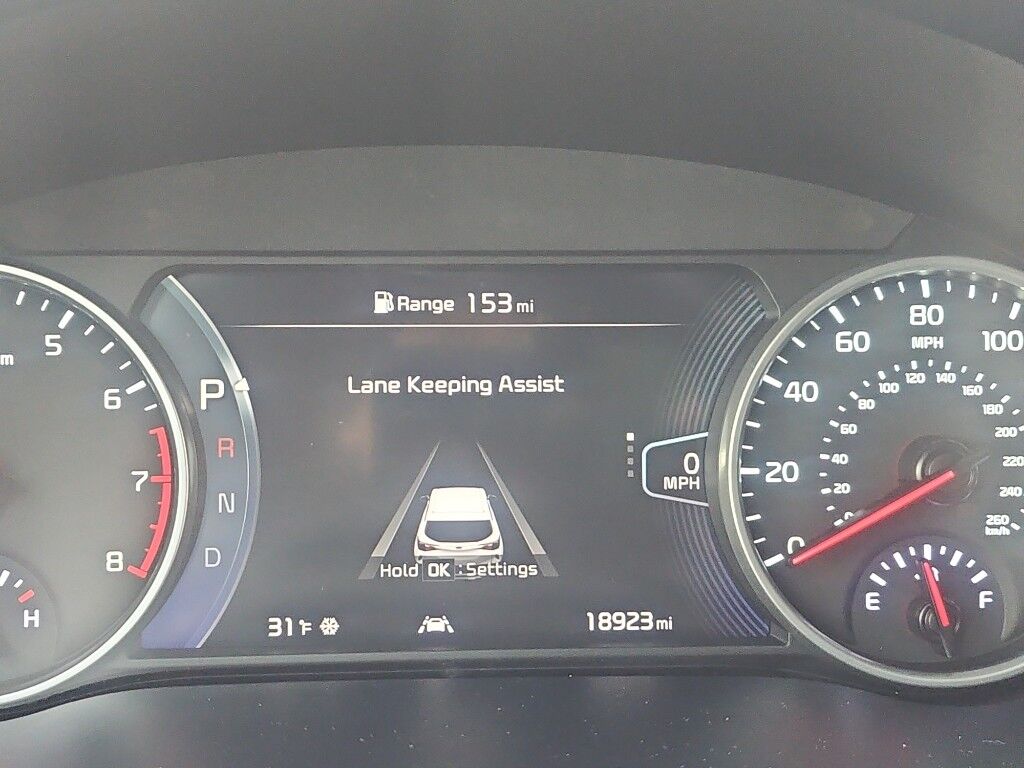 Range 153 mi
Lane Keeping Assist
P
R
N
D
0
MPH
Hold OK : Settings
31°F
18923 mi
5
6
7
8
H
0
20
40
60
80
100
MPH
20
40
60
80
100
120
140
160
180
200
220
240
260
km/h
E
F